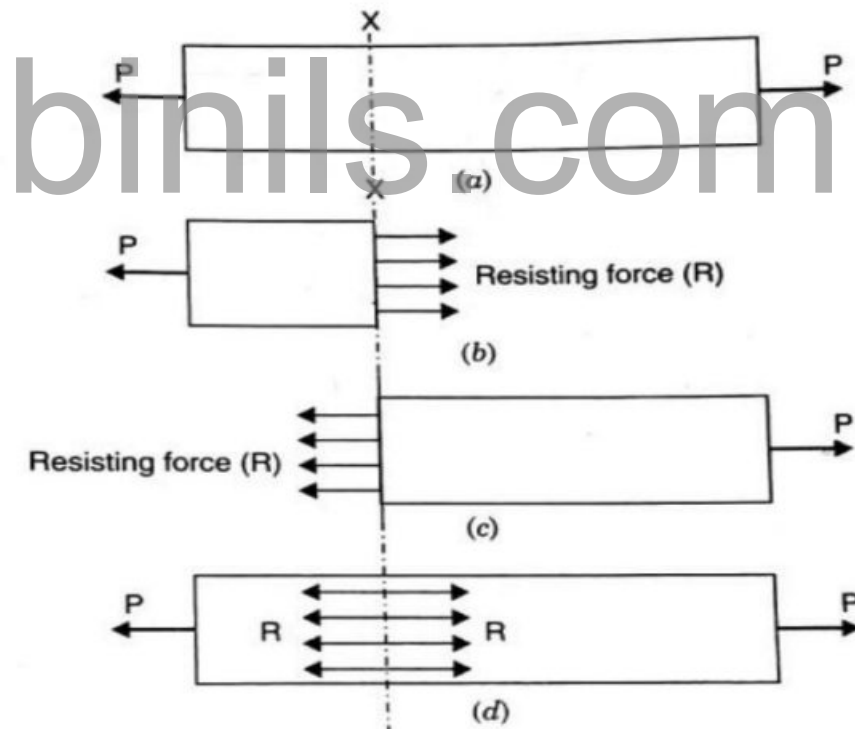 X
P
P
binils.com
(a)
X
P
Resisting force (R)
(b)
P
Resisting force (R)
(c)
P
P
R
R
(d)